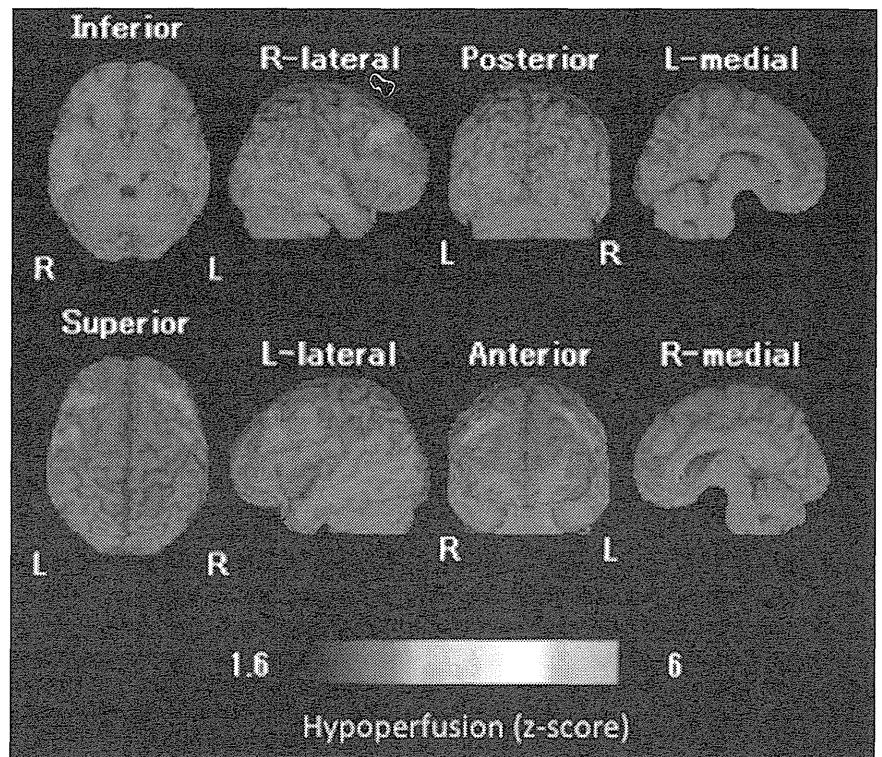 Inferior
R-lateral
Posterior
L-medial
R
L
L
R
Superior
L-lateral
Anterior
R-medial
L
R
R
L
1.6
6
Hypoperfusion (z-score)